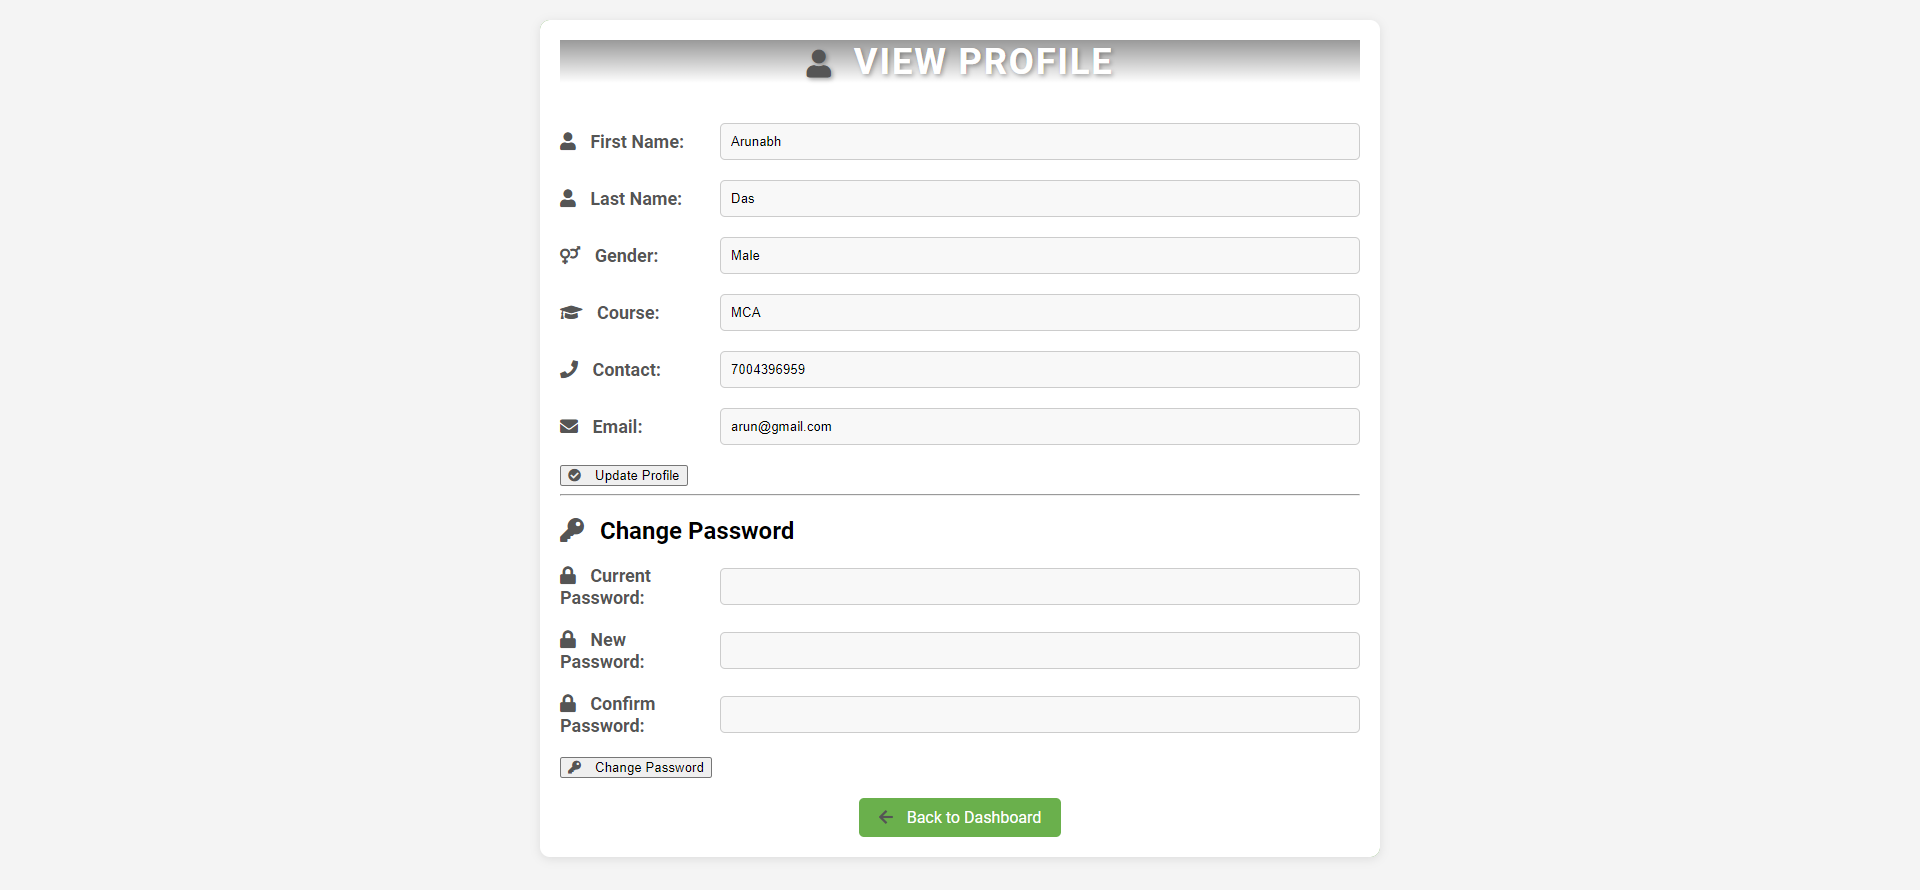 VIEW PROFILE
First Name: Arunabh
Last Name: Das
Gender: Male
Course: MCA
Contact: 7004396959
Email: arun@gmail.com
Update Profile
Change Password
Current
Password:
New
Password:
Confirm
Password:
Change Password
Back to Dashboard